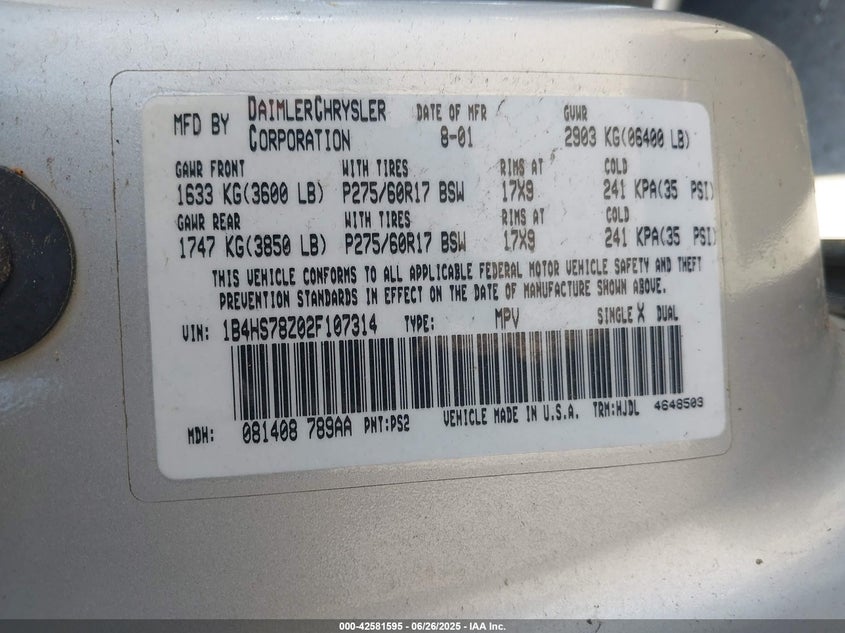 MFD BY DAIMLERCHRYSLER CORPORATION DATE OF MFR 8-01 GVWR 2903 KG(06400 LB)
GAWR FRONT WITH TIRES RIMS AT COLD
1633 KG(3600 LB) P275/60R17 BSW 17X9 241 KPA(35 PSI)
GAWR REAR WITH TIRES RIMS AT COLD
1747 KG(3850 LB) P275/60R17 BSW 17X9 241 KPA(35 PSI)
THIS VEHICLE CONFORMS TO ALL APPLICABLE FEDERAL MOTOR VEHICLE SAFETY AND THEFT
PREVENTION STANDARDS IN EFFECT ON THE DATE OF MANUFACTURE SHOWN ABOVE.
VIN: 1B4HS78Z02F107314 TYPE: MPV SINGLE X DUAL
MDH: 081408 789AA PNT:PS2 VEHICLE MADE IN U.S.A. TRM:HJDL 4648503
000-42581595 - 06/26/2025 - IAA Inc.